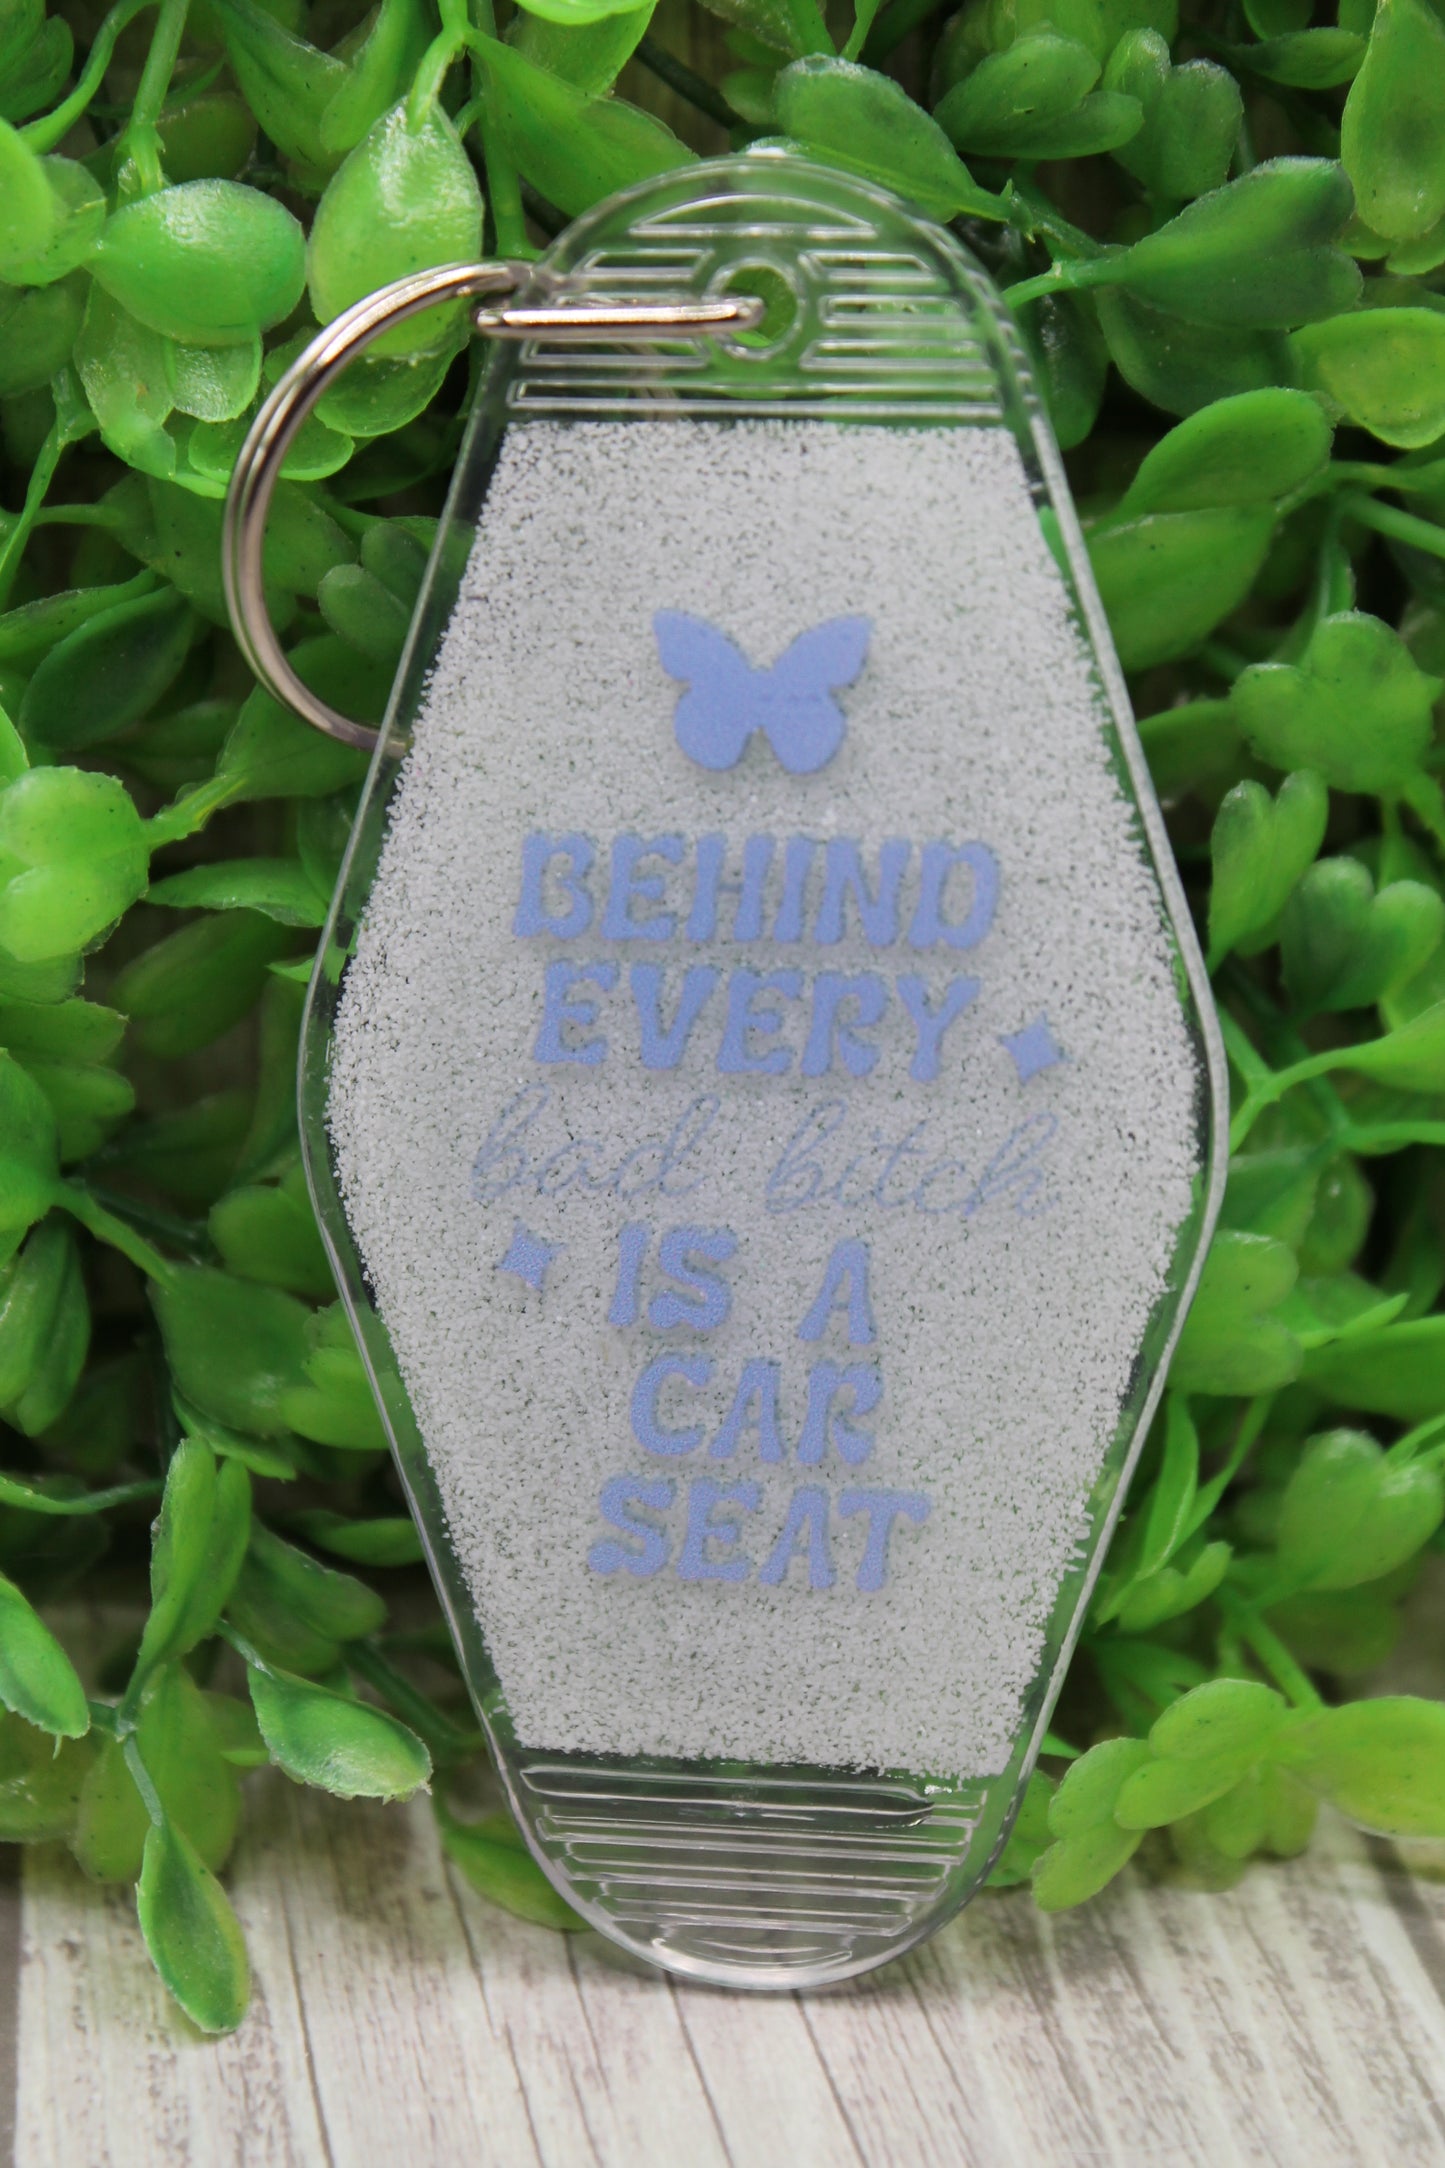 BEHIND
EVERY
bad bitch
IS A
CAR
SEAT